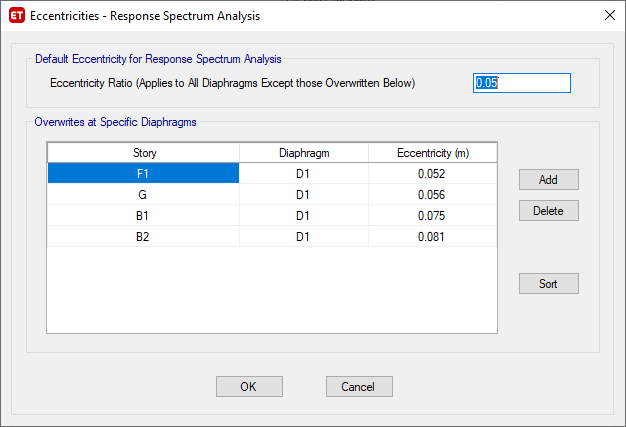 ET Eccentricities - Response Spectrum Analysis
Default Eccentricity for Response Spectrum Analysis
Eccentricity Ratio (Applies to All Diaphragms Except those Overwritten Below) 0.05
Overwrites at Specific Diaphragms
Story Diaphragm Eccentricity (m)
F1 D1 0.052
G D1 0.056
B1 D1 0.075
B2 D1 0.081
Add
Delete
Sort
OK Cancel